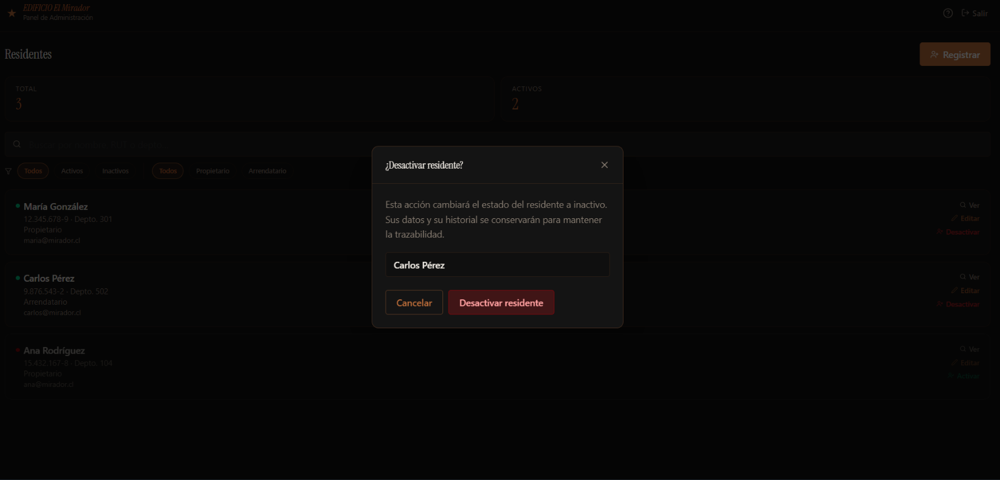 EDIFICIO El Mirador
Panel de Administración
Salir
Residentes
Registrar
TOTAL
3
ACTIVOS
2
Buscar por nombre, RUT o depto...
Todos Activos Inactivos Todos Propietario Arrendatario
María González
12.345.678-9 · Depto. 301
Propietario
maria@mirador.cl
Ver
Editar
Desactivar
Carlos Pérez
9.876.543-2 · Depto. 502
Arrendatario
carlos@mirador.cl
Ver
Editar
Desactivar
Ana Rodríguez
15.432.167-8 · Depto. 104
Propietario
ana@mirador.cl
Ver
Editar
Activar
¿Desactivar residente?
Esta acción cambiará el estado del residente a inactivo.
Sus datos y su historial se conservarán para mantener
la trazabilidad.
Carlos Pérez
Cancelar
Desactivar residente